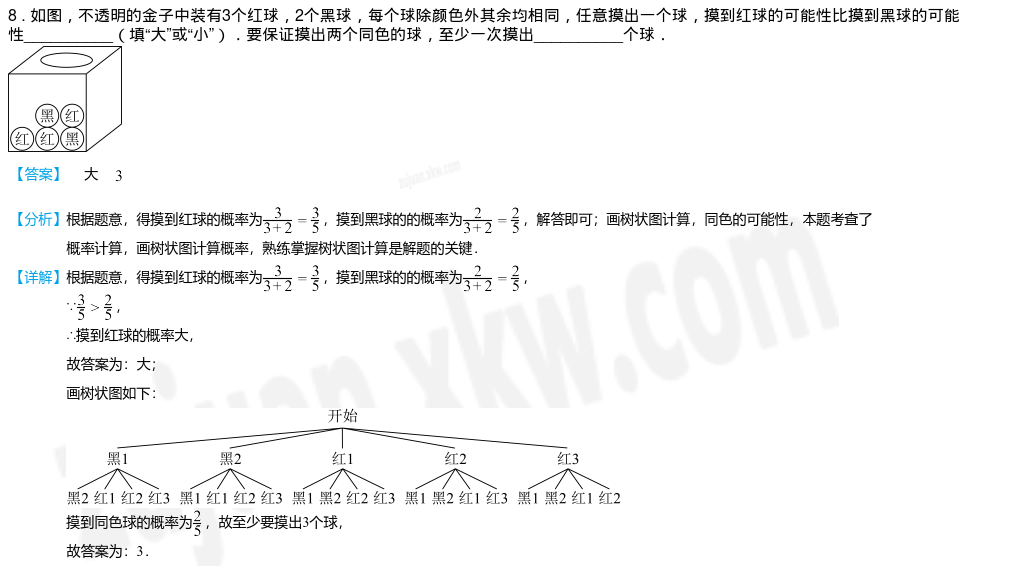 8．如图，不透明的金子中装有3个红球，2个黑球，每个球除颜色外其余均相同，任意摸出一个球，摸到红球的可能性比摸到黑球的可能
性__________（填“大”或“小”）．要保证摸出两个同色的球，至少一次摸出__________个球．
黑 红
红 红 黑
【答案】 大 3
zujuan.xkw.com
【分析】根据题意，得摸到红球的概率为3/(3+2)=3/5，摸到黑球的的概率为2/(3+2)=2/5，解答即可；画树状图计算，同色的可能性，本题考查了
概率计算，画树状图计算概率，熟练掌握树状图计算是解题的关键．
【详解】根据题意，得摸到红球的概率为3/(3+2)=3/5，摸到黑球的的概率为2/(3+2)=2/5，
∵3/5>2/5，
∴摸到红球的概率大，
故答案为：大；
画树状图如下：
开始
黑1 黑2 红1 红2 红3
黑2 红1 红2 红3 黑1 红1 红2 红3 黑1 黑2 红2 红3 黑1 黑2 红1 红3 黑1 黑2 红1 红2
摸到同色球的概率为2/5，故至少要摸出3个球，
故答案为：3．
zujuan.xkw.com